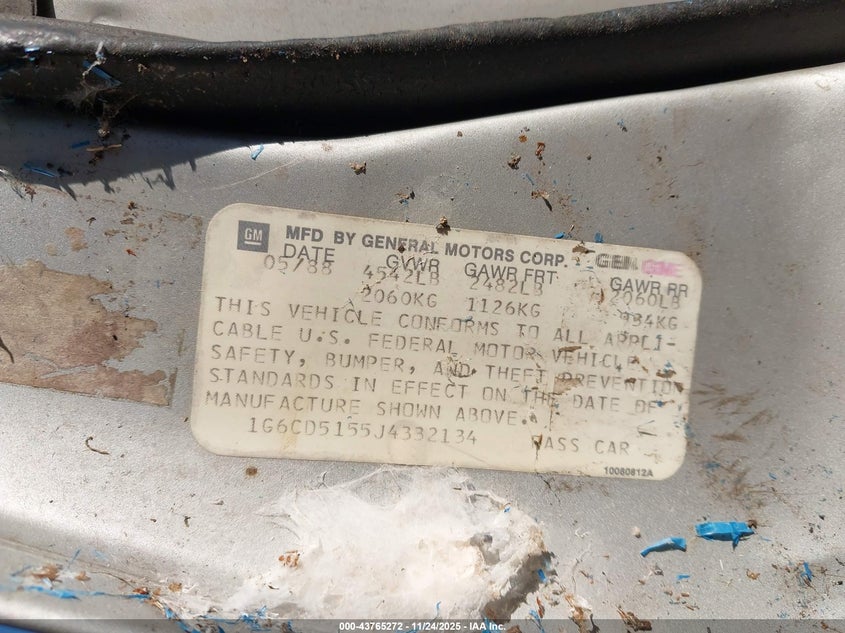 GM MFD BY GENERAL MOTORS CORP.
DATE GVWR GAWR FRT GAWR RR
05/88 4542LB 2482LB 2060LB
2060KG 1126KG 934KG
THIS VEHICLE CONFORMS TO ALL APPLI-
CABLE U.S. FEDERAL MOTOR VEHICLE
SAFETY, BUMPER, AND THEFT PREVENTION
STANDARDS IN EFFECT ON THE DATE OF
MANUFACTURE SHOWN ABOVE.
1G6CD5155J4332134 PASS CAR
10080812A
000-43765272 - 11/24/2025 - IAA Inc.